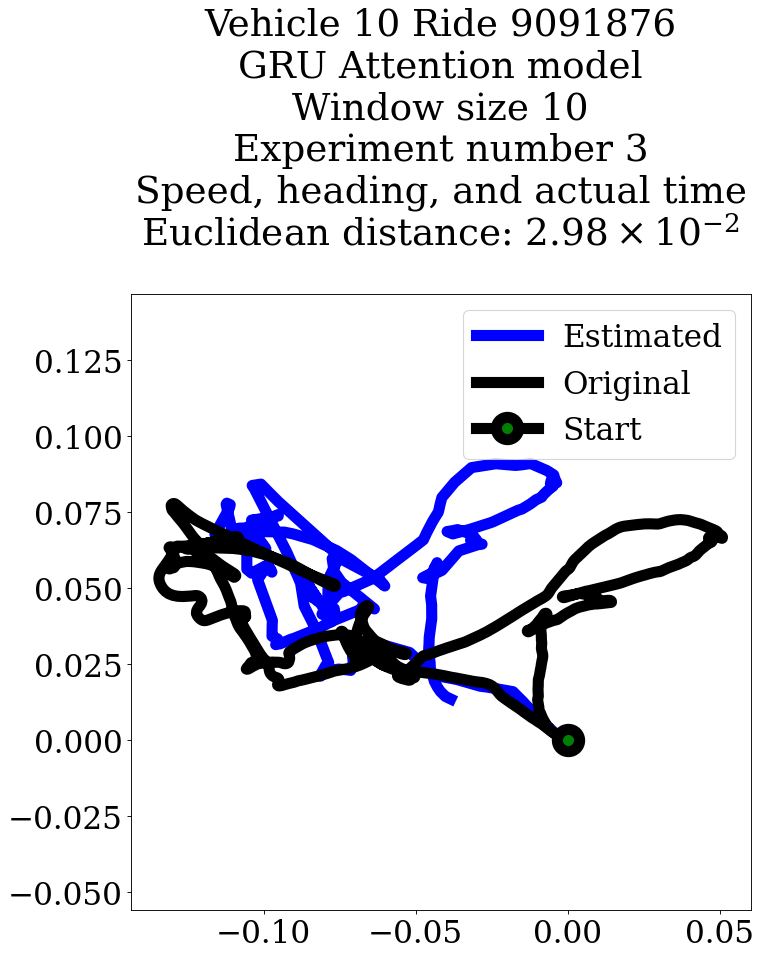 Vehicle 10 Ride 9091876
GRU Attention model
Window size 10
Experiment number 3
Speed, heading, and actual time
Euclidean distance: 2.98 × 10⁻²
Estimated
Original
Start
0.125
0.100
0.075
0.050
0.025
0.000
−0.025
−0.050
−0.10 −0.05 0.00 0.05